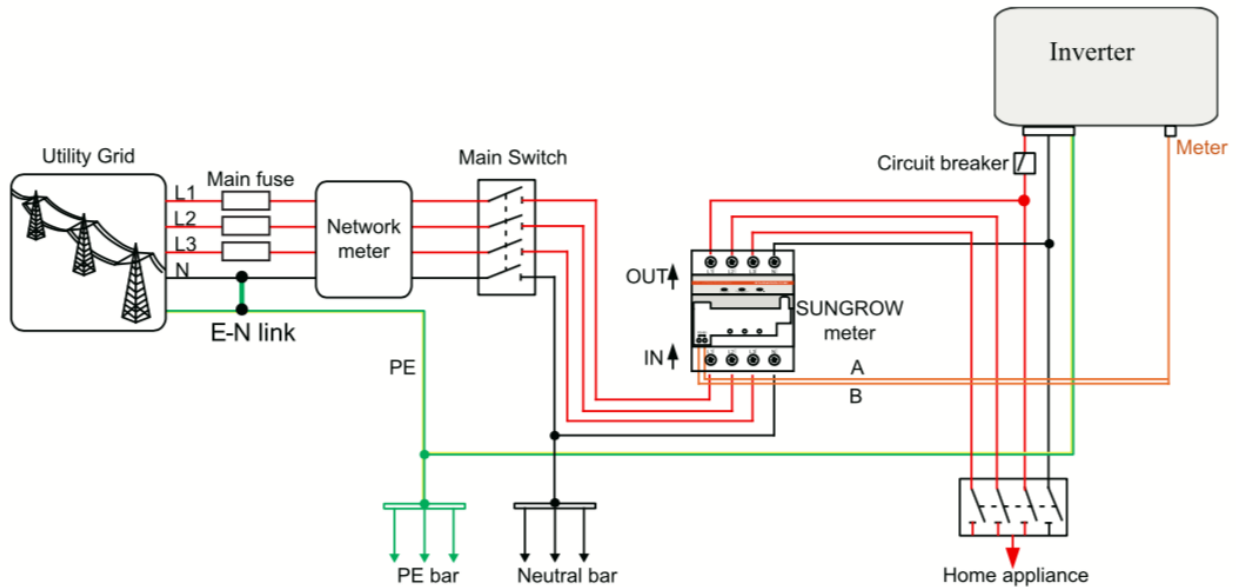 Inverter
Utility Grid
Main fuse
Main Switch
Circuit breaker
Meter
L1
L2
L3
N
Network
meter
OUT
SUNGROW
meter
IN
E-N link
PE
A
B
PE bar
Neutral bar
Home appliance